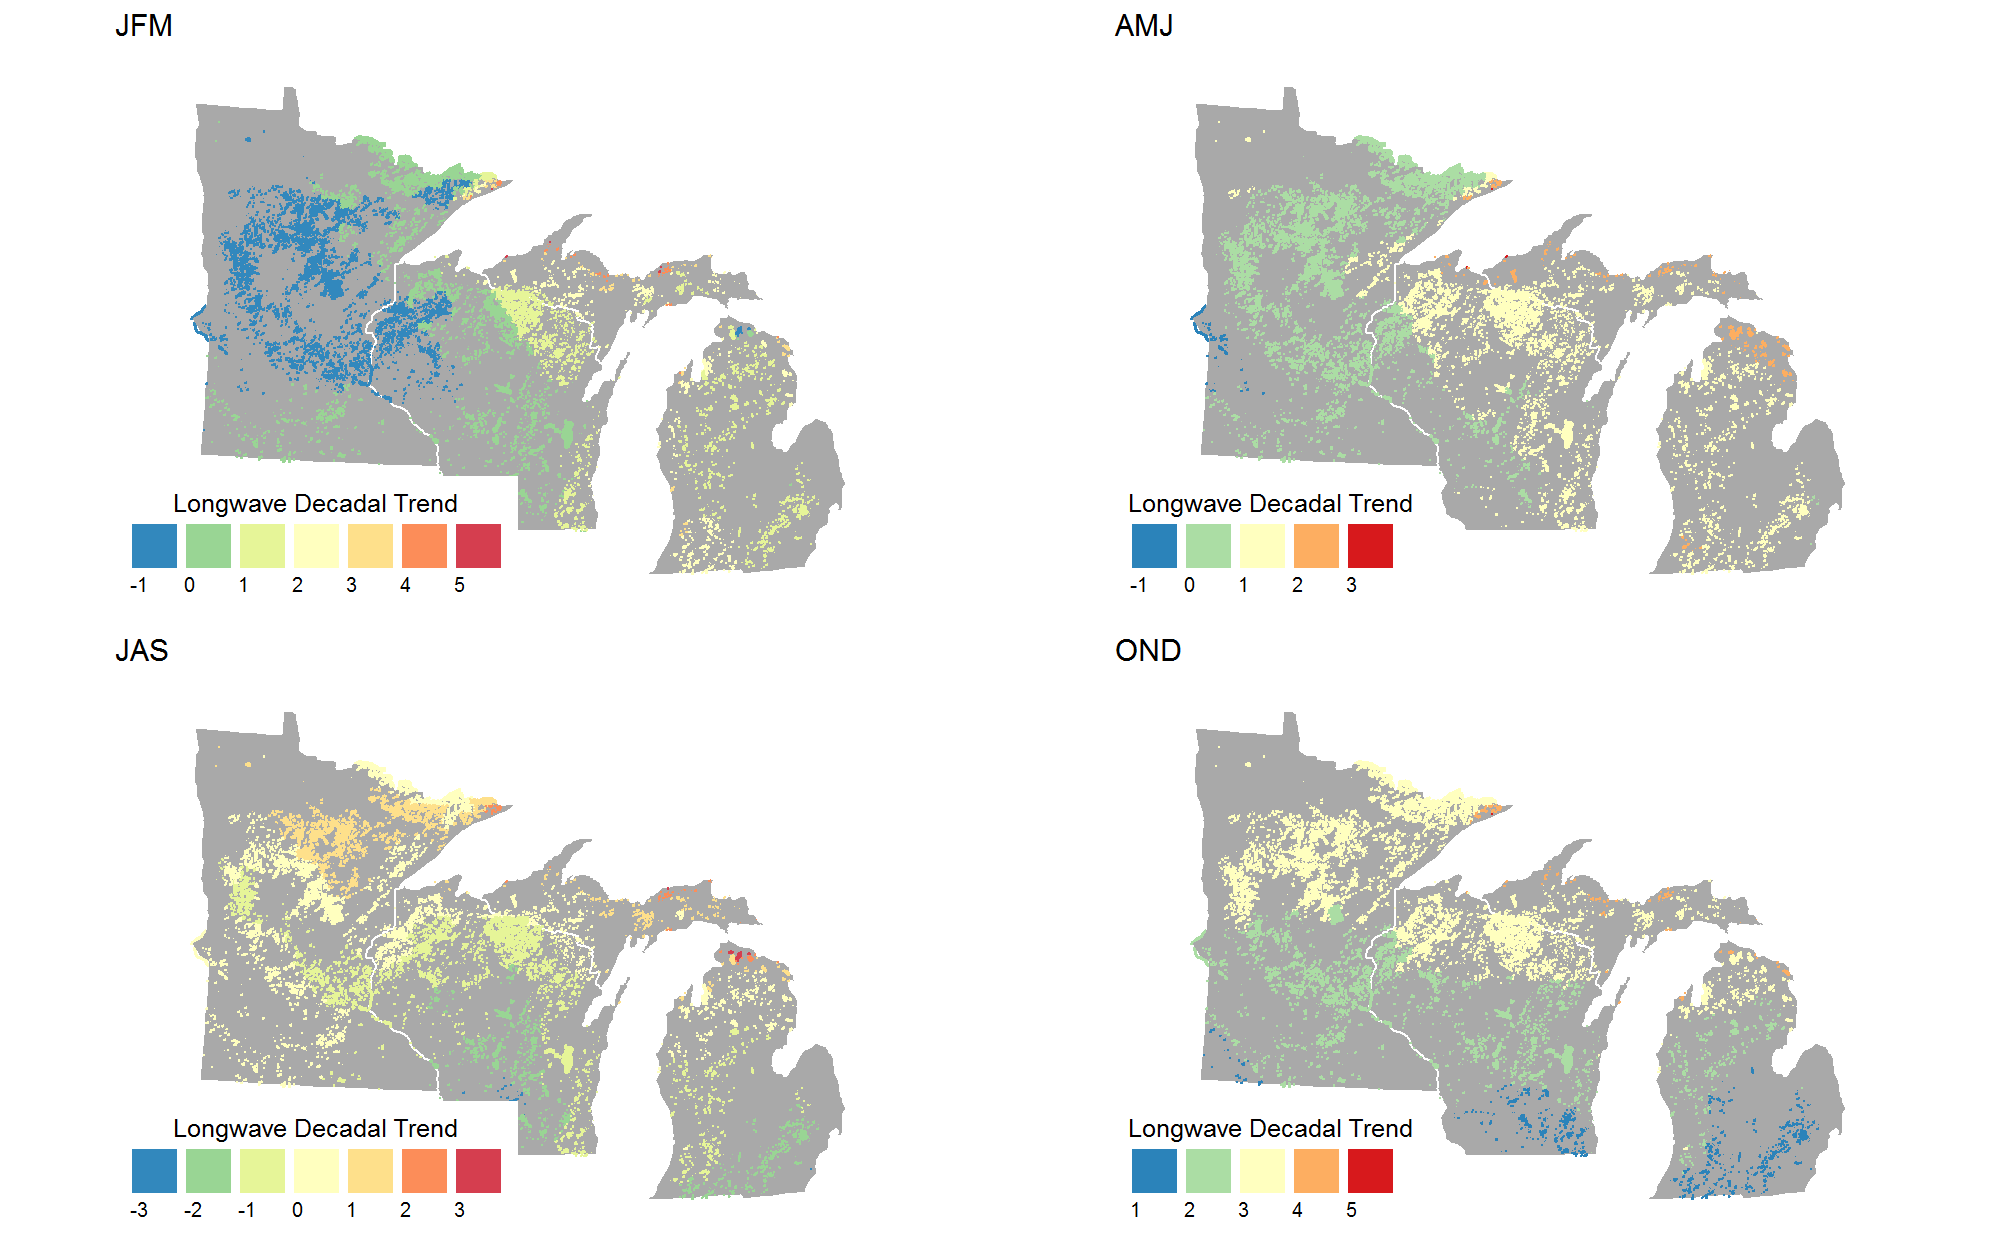 JFM
AMJ
Longwave Decadal Trend
-1 0 1 2 3 4 5
Longwave Decadal Trend
-1 0 1 2 3
JAS
OND
Longwave Decadal Trend
-3 -2 -1 0 1 2 3
Longwave Decadal Trend
1 2 3 4 5